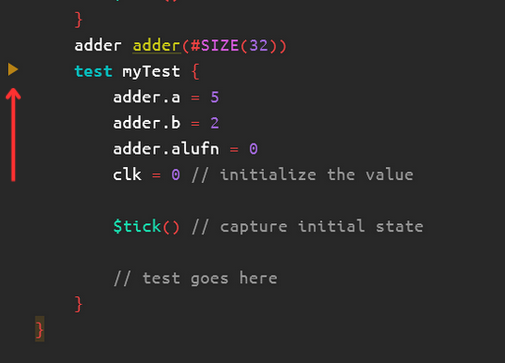 }
adder adder(#SIZE(32))
test myTest {
adder.a = 5
adder.b = 2
adder.alufn = 0
clk = 0 // initialize the value
$tick() // capture initial state
// test goes here
}
}